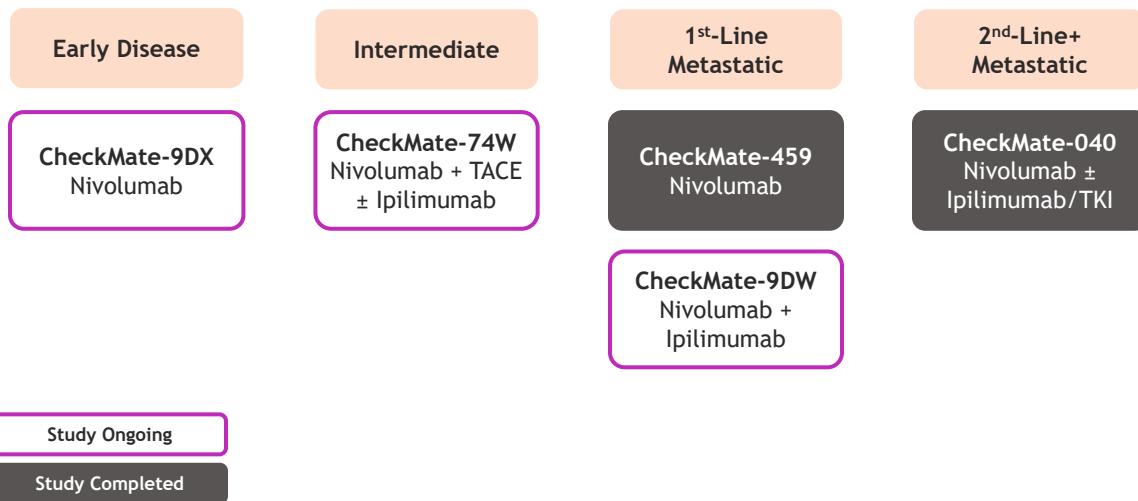 Early Disease
Intermediate
1st-Line
Metastatic
2nd-Line+
Metastatic
CheckMate-9DX
Nivolumab
CheckMate-74W
Nivolumab + TACE
± Ipilimumab
CheckMate-459
Nivolumab
CheckMate-040
Nivolumab ±
Ipilimumab/TKI
CheckMate-9DW
Nivolumab +
Ipilimumab
Study Ongoing
Study Completed